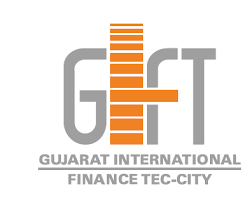 GIFT
GUJARAT INTERNATIONAL
FINANCE TEC-CITY